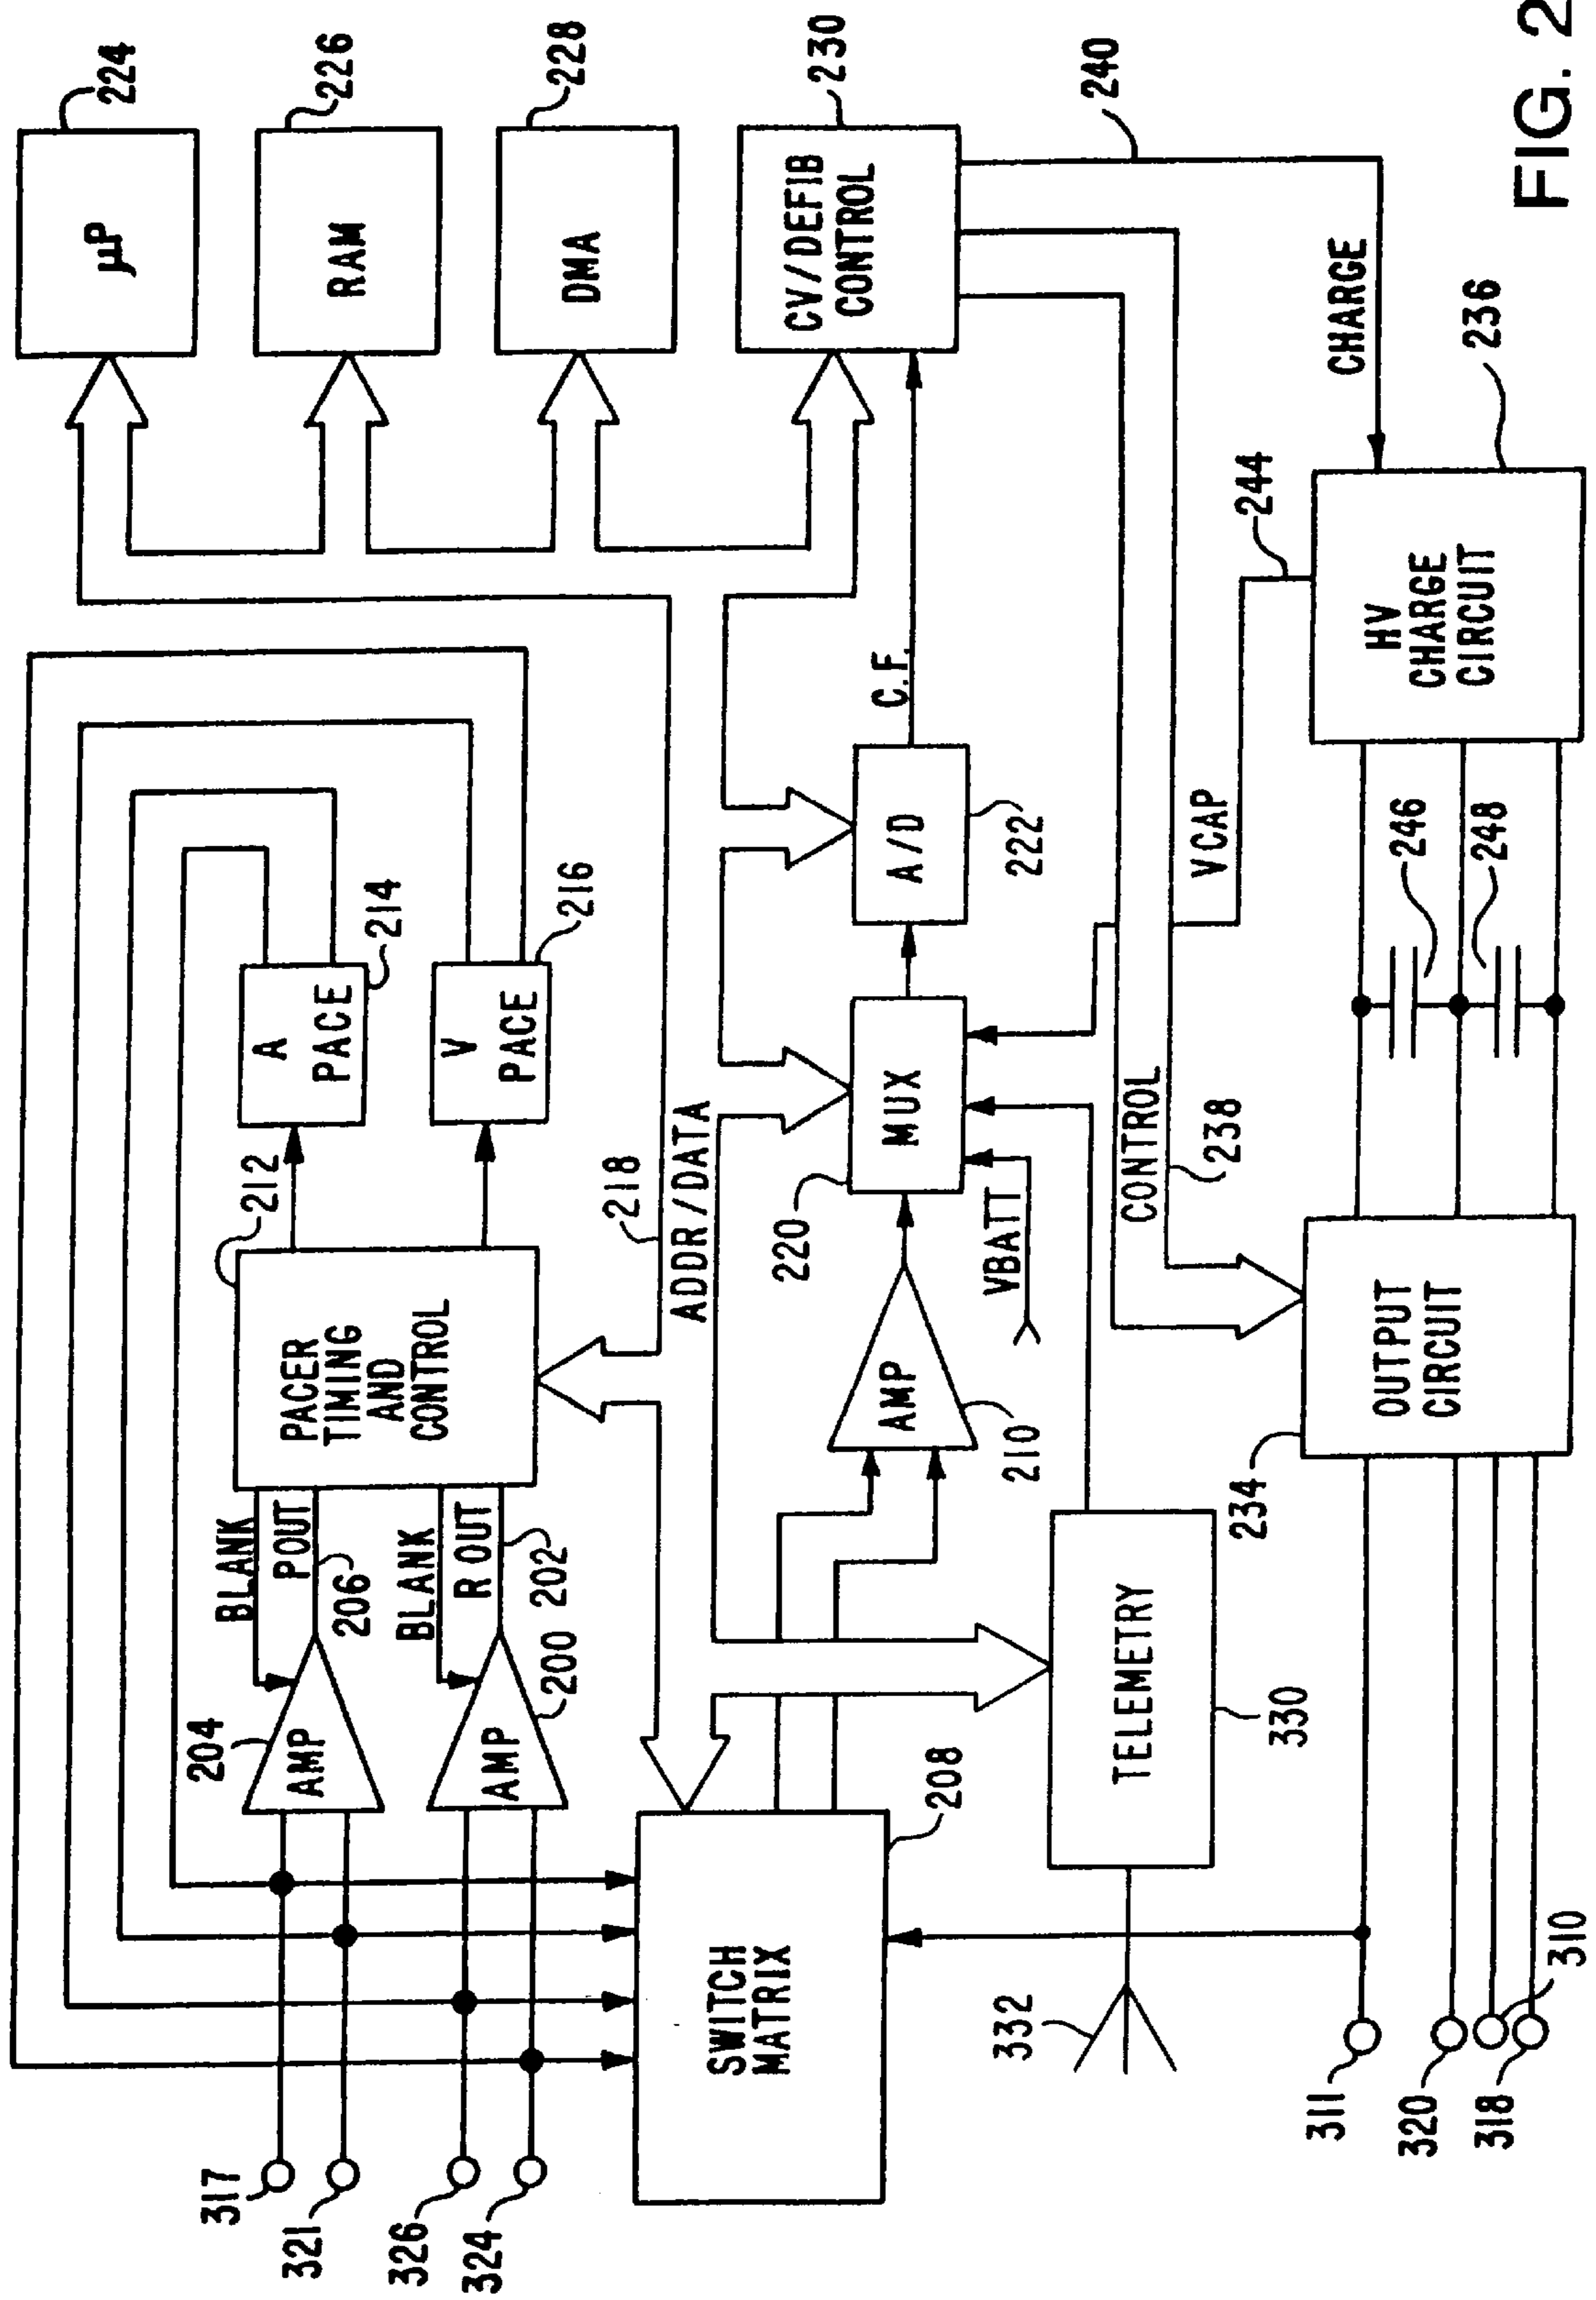 317
321
326
324
204
AMP
BLANK
POUT
206
AMP
200
BLANK
R OUT
202
PACER
TIMING
AND
CONTROL
212
A
PACE
214
V
PACE
216
218
ADDR/DATA
µP
224
RAM
226
DMA
228
CV/DEFIB
CONTROL
230
SWITCH
MATRIX
208
AMP
210
220
MUX
VBATT
A/D
222
C.F.
332
TELEMETRY
330
CONTROL
238
VCAP
244
240
CHARGE
311
320
318
310
234
OUTPUT
CIRCUIT
246
248
HV
CHARGE
CIRCUIT
236
FIG. 2